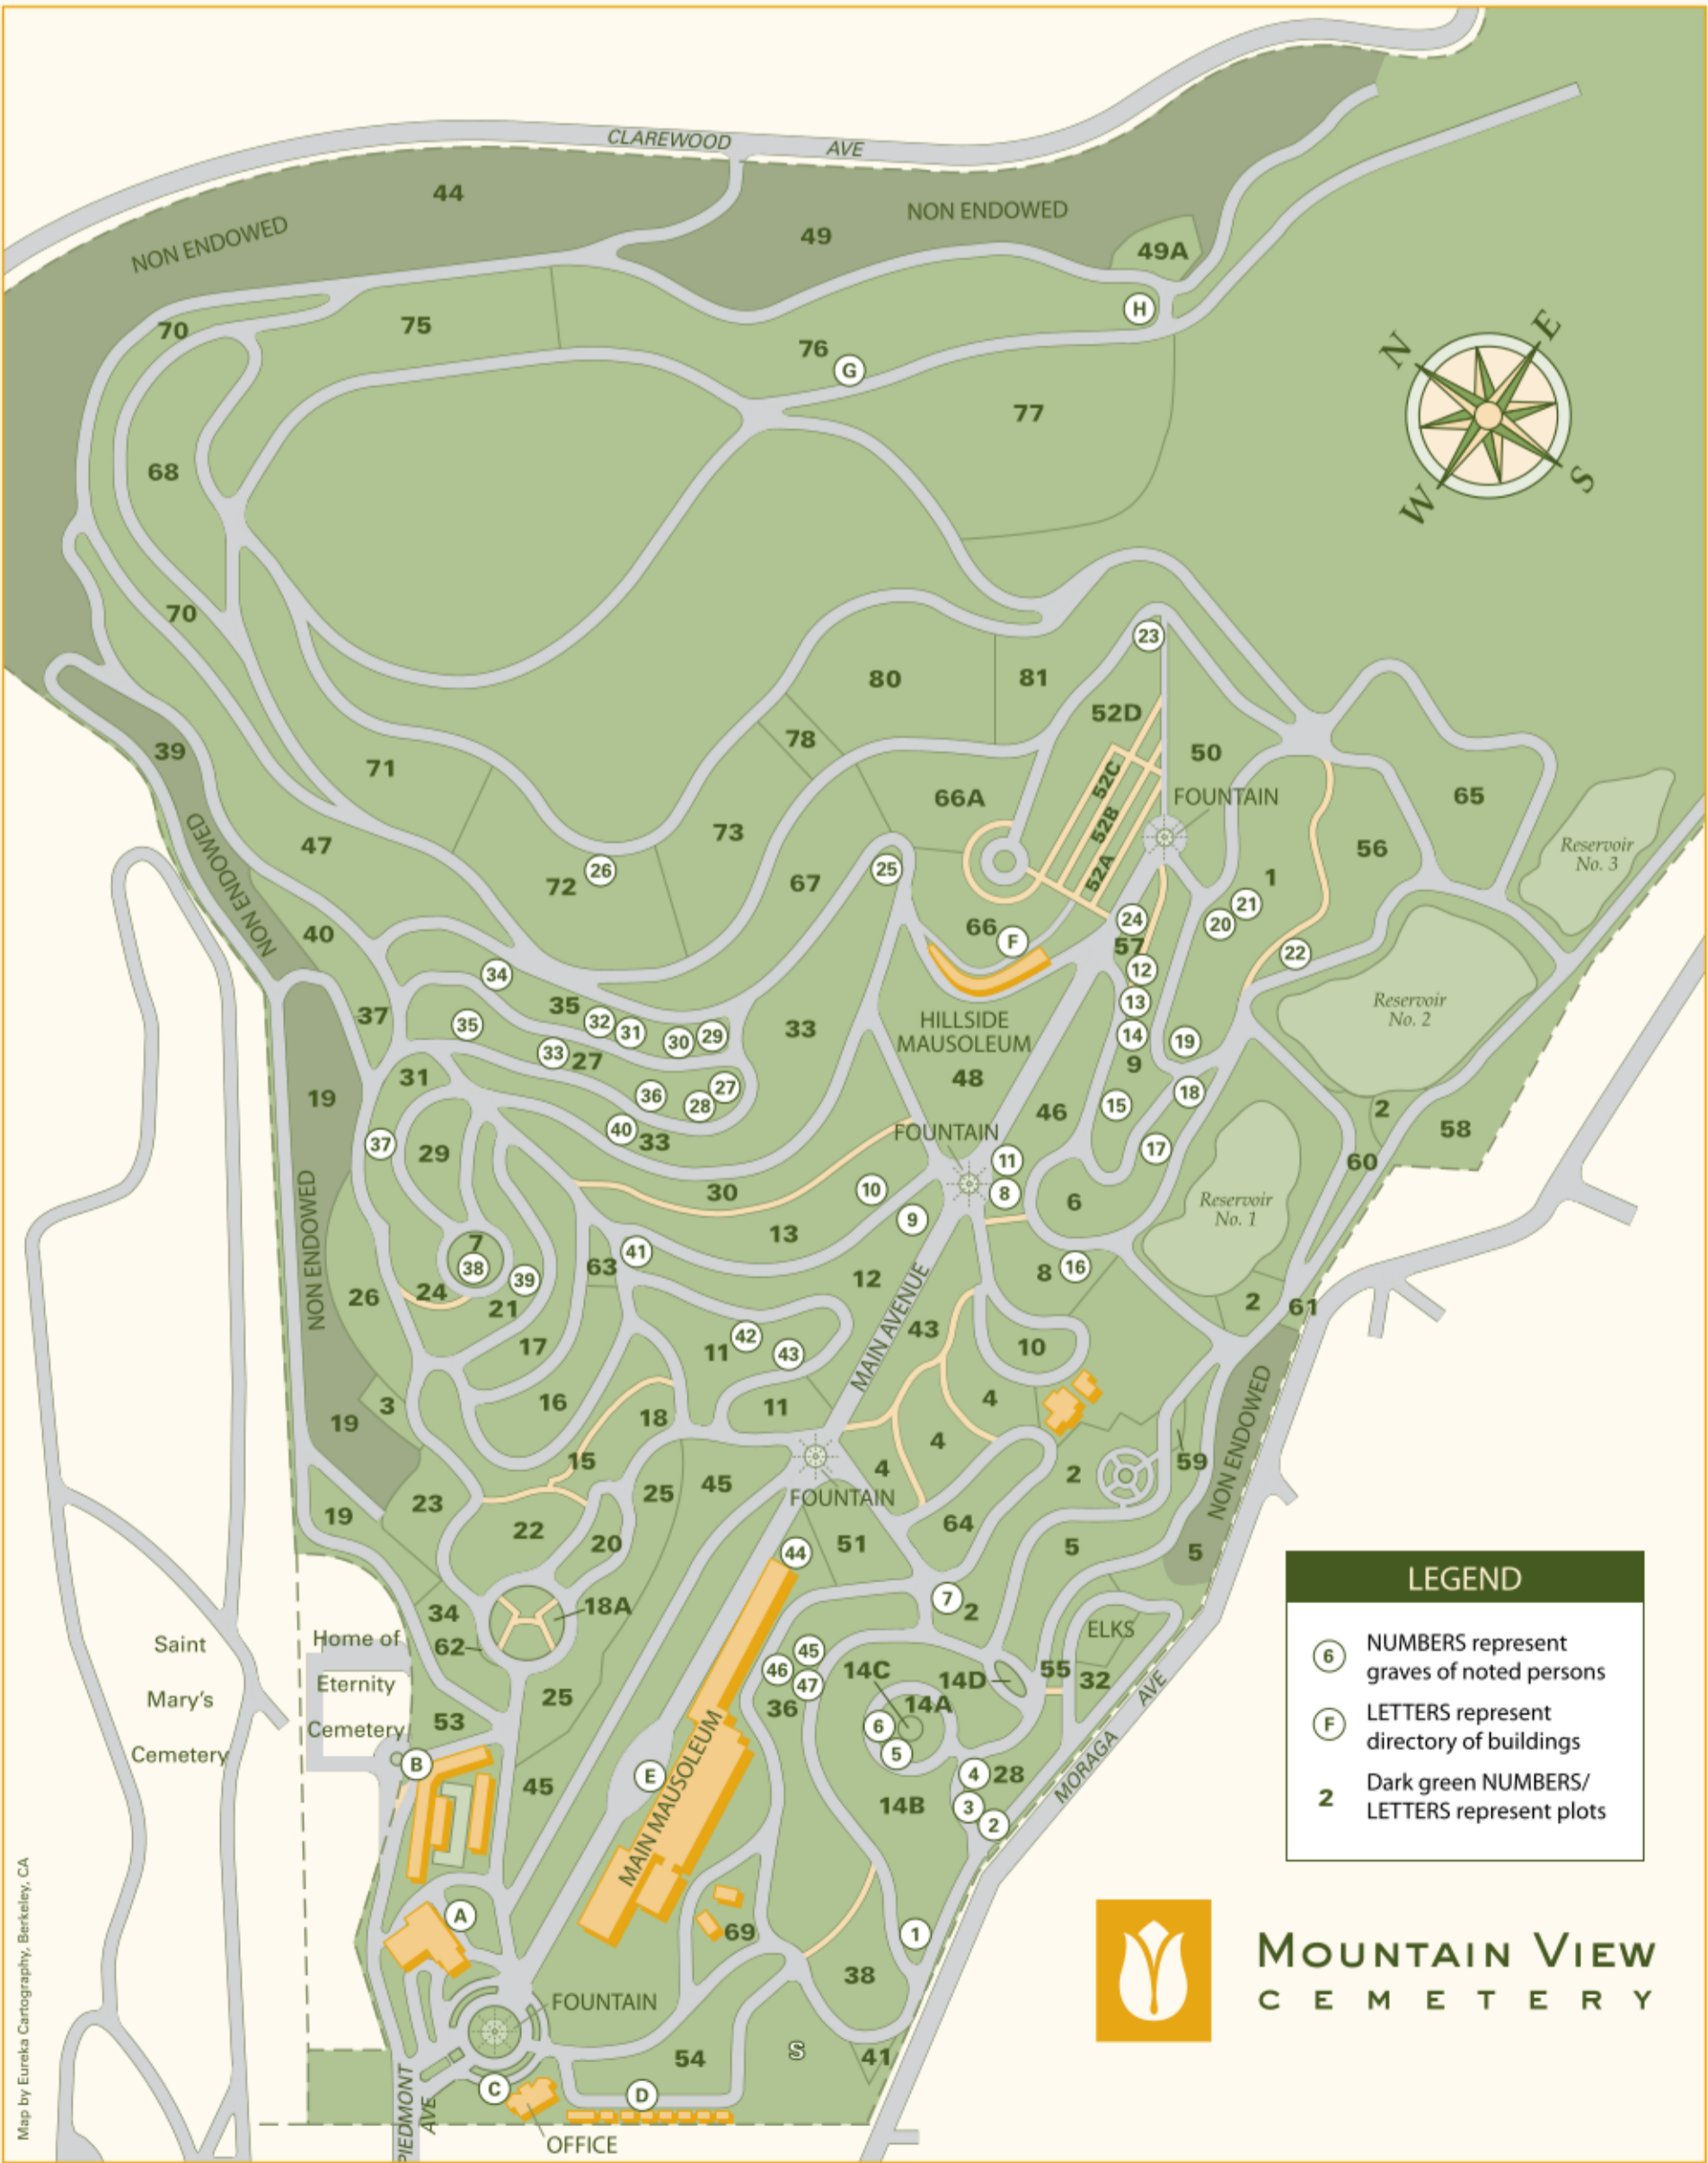 CLAREWOOD AVE
44
NON ENDOWED
49
NON ENDOWED
49A
H
70
75
76
G
77
N
E
S
W
68
70
23
80
81
52D
78
50
39
71
52C
FOUNTAIN
66A
65
52B
73
47
56
Reservoir
No. 3
NON ENDOWED
72
26
67
25
52A
1
21
20
24
66
F
57
22
40
12
34
35
32
31
30
29
33
13
Reservoir
No. 2
37
35
14
19
HILLSIDE
MAUSOLEUM
33
27
9
31
48
36
28
27
15
18
19
46
2
58
40
33
FOUNTAIN
37
29
11
17
60
30
10
8
6
Reservoir
No. 1
9
NON ENDOWED
13
7
38
39
63
41
8
16
12
26
24
21
2
61
MAIN AVENUE
43
42
11
43
10
17
4
3
16
18
11
NON ENDOWED
19
15
4
59
4
2
25
45
FOUNTAIN
23
19
22
20
64
51
5
5
44
LEGEND
6
NUMBERS represent
graves of noted persons
F
LETTERS represent
directory of buildings
2
Dark green NUMBERS/
LETTERS represent plots
7
2
34
18A
62
ELKS
Home of
Eternity
Cemetery
Saint
Mary's
Cemetery
45
46
47
14C
14D
55
32
36
14A
25
6
5
53
MORAGA AVE
B
E
MAIN MAUSOLEUM
45
4
28
14B
3
2
A
69
1
38
FOUNTAIN
54
S
41
C
D
PIEDMONT
AVE
OFFICE
MOUNTAIN VIEW
CEMETERY
Map by Eureka Cartography, Berkeley, CA